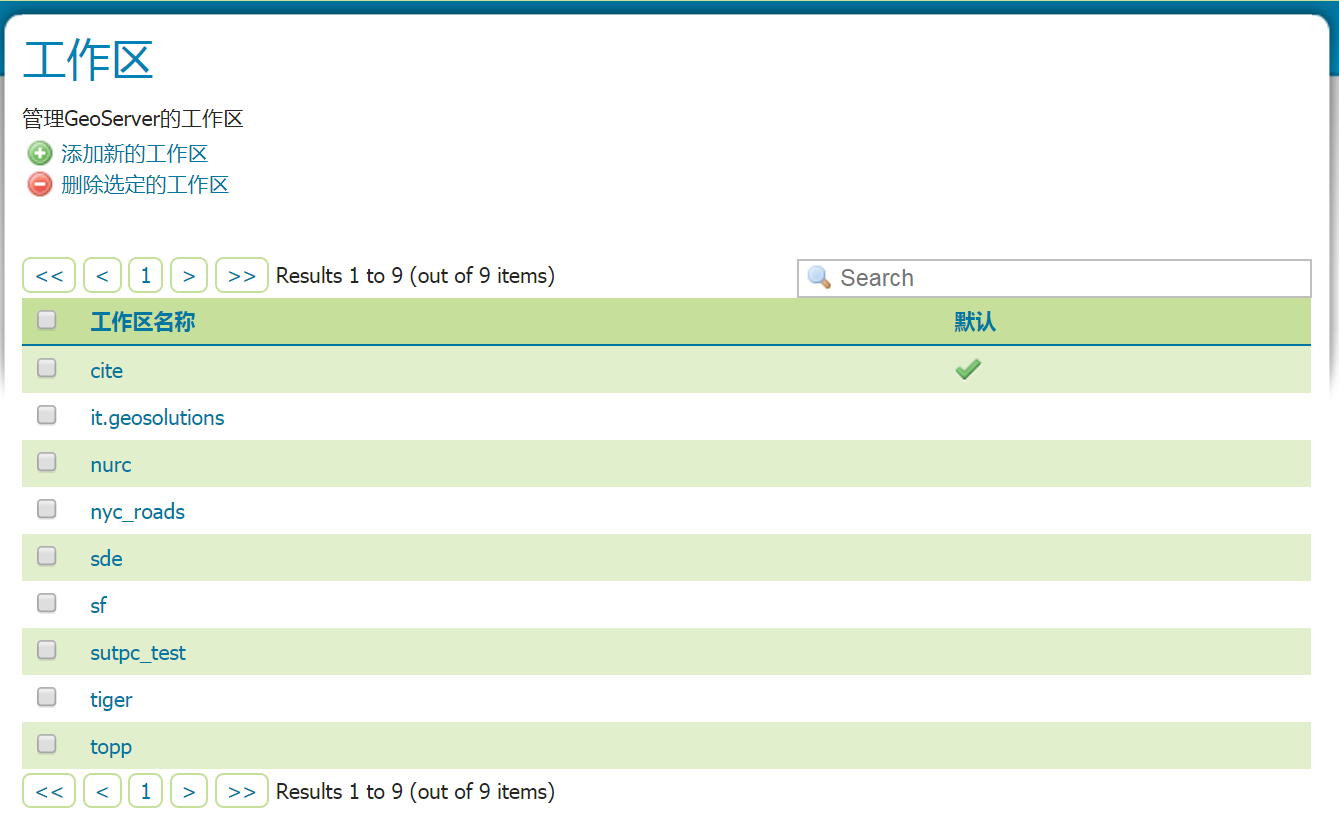 工作区
管理GeoServer的工作区
添加新的工作区
删除选定的工作区
<< < 1 > >> Results 1 to 9 (out of 9 items) Search
工作区名称 默认
cite
it.geosolutions
nurc
nyc_roads
sde
sf
sutpc_test
tiger
topp
<< < 1 > >> Results 1 to 9 (out of 9 items)